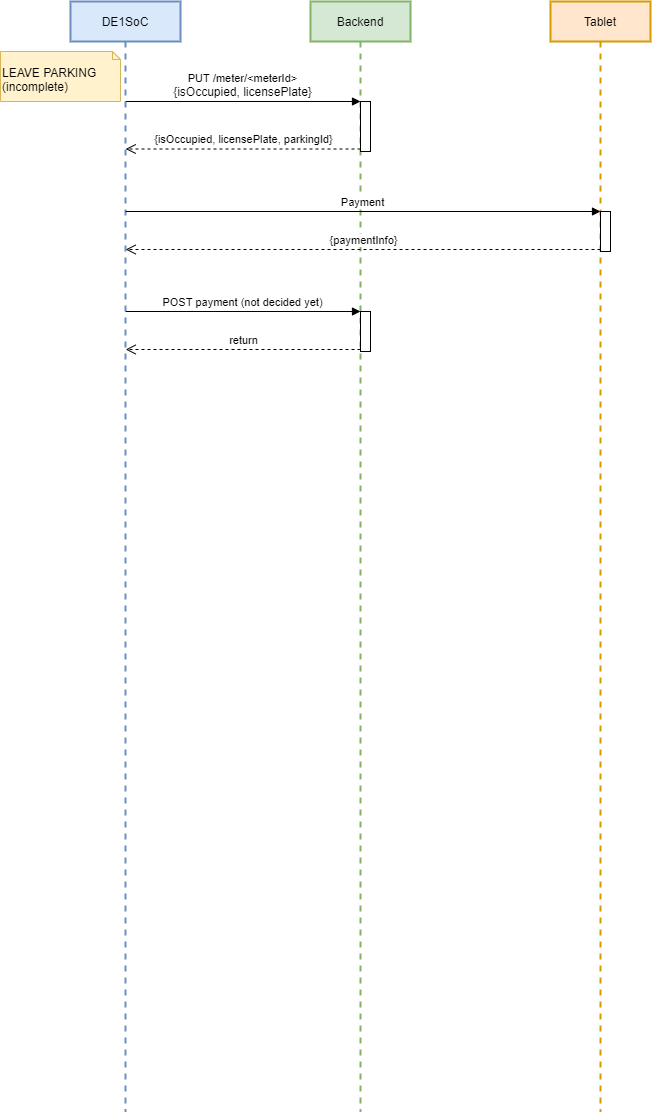 DE1SoC
Backend
Tablet
LEAVE PARKING
(incomplete)
PUT /meter/<meterId>
{isOccupied, licensePlate}
{isOccupied, licensePlate, parkingId}
Payment
{paymentInfo}
POST payment (not decided yet)
return